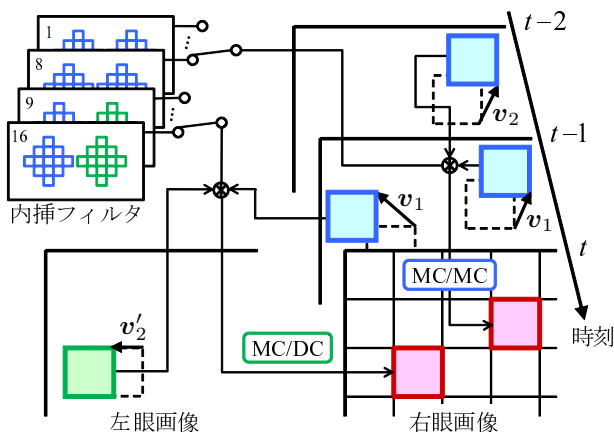 1
8
9
16
内挿フィルタ
t−2
v₂
t−1
v₁
v₁
t
MC/MC
時刻
v′₂
MC/DC
左眼画像
右眼画像